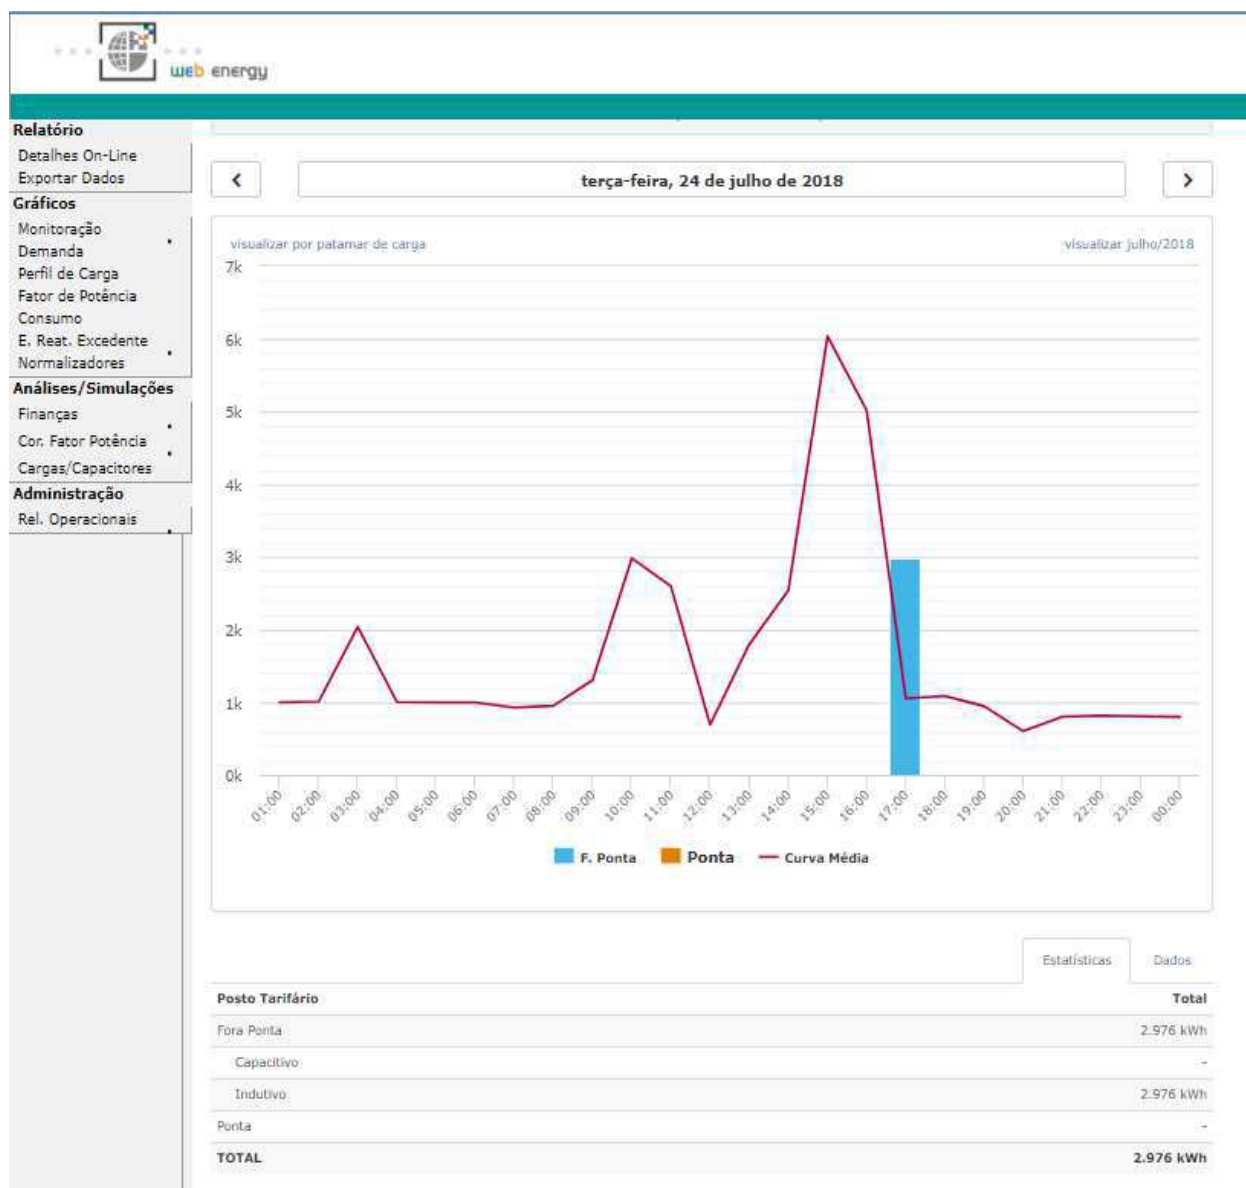 web energy
Relatório
Detalhes On-Line
Exportar Dados
Gráficos
Monitoração
Demanda
Perfil de Carga
Fator de Potência
Consumo
E. Reat. Excedente
Normalizadores
Análises/Simulações
Finanças
Cor. Fator Potência
Cargas/Capacitores
Administração
Rel. Operacionais
terça-feira, 24 de julho de 2018
visualizar por patamar de carga
visualizar julho/2018
7k
6k
5k
4k
3k
2k
1k
0k
01:00 02:00 03:00 04:00 05:00 06:00 07:00 08:00 09:00 10:00 11:00 12:00 13:00 14:00 15:00 16:00 17:00 18:00 19:00 20:00 21:00 22:00 23:00 00:00
F. Ponta Ponta Curva Média
Estatísticas Dados
Posto Tarifário Total
Fora Ponta 2.976 kWh
Capacitivo -
Indutivo 2.976 kWh
Ponta -
TOTAL 2.976 kWh